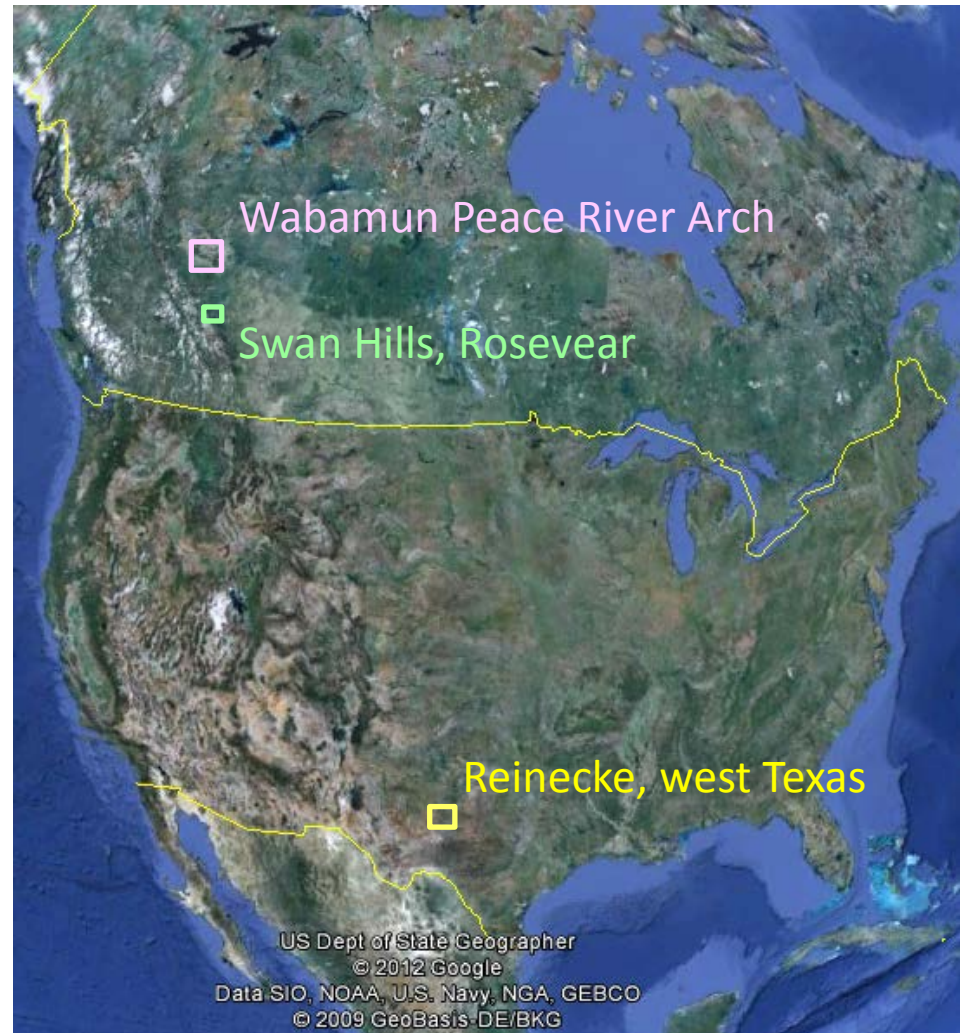 Wabamun Peace River Arch
Swan Hills, Rosevear
Reinecke, west Texas
US Dept of State Geographer
© 2012 Google
Data SIO, NOAA, U.S. Navy, NGA, GEBCO
© 2009 GeoBasis-DE/BKG